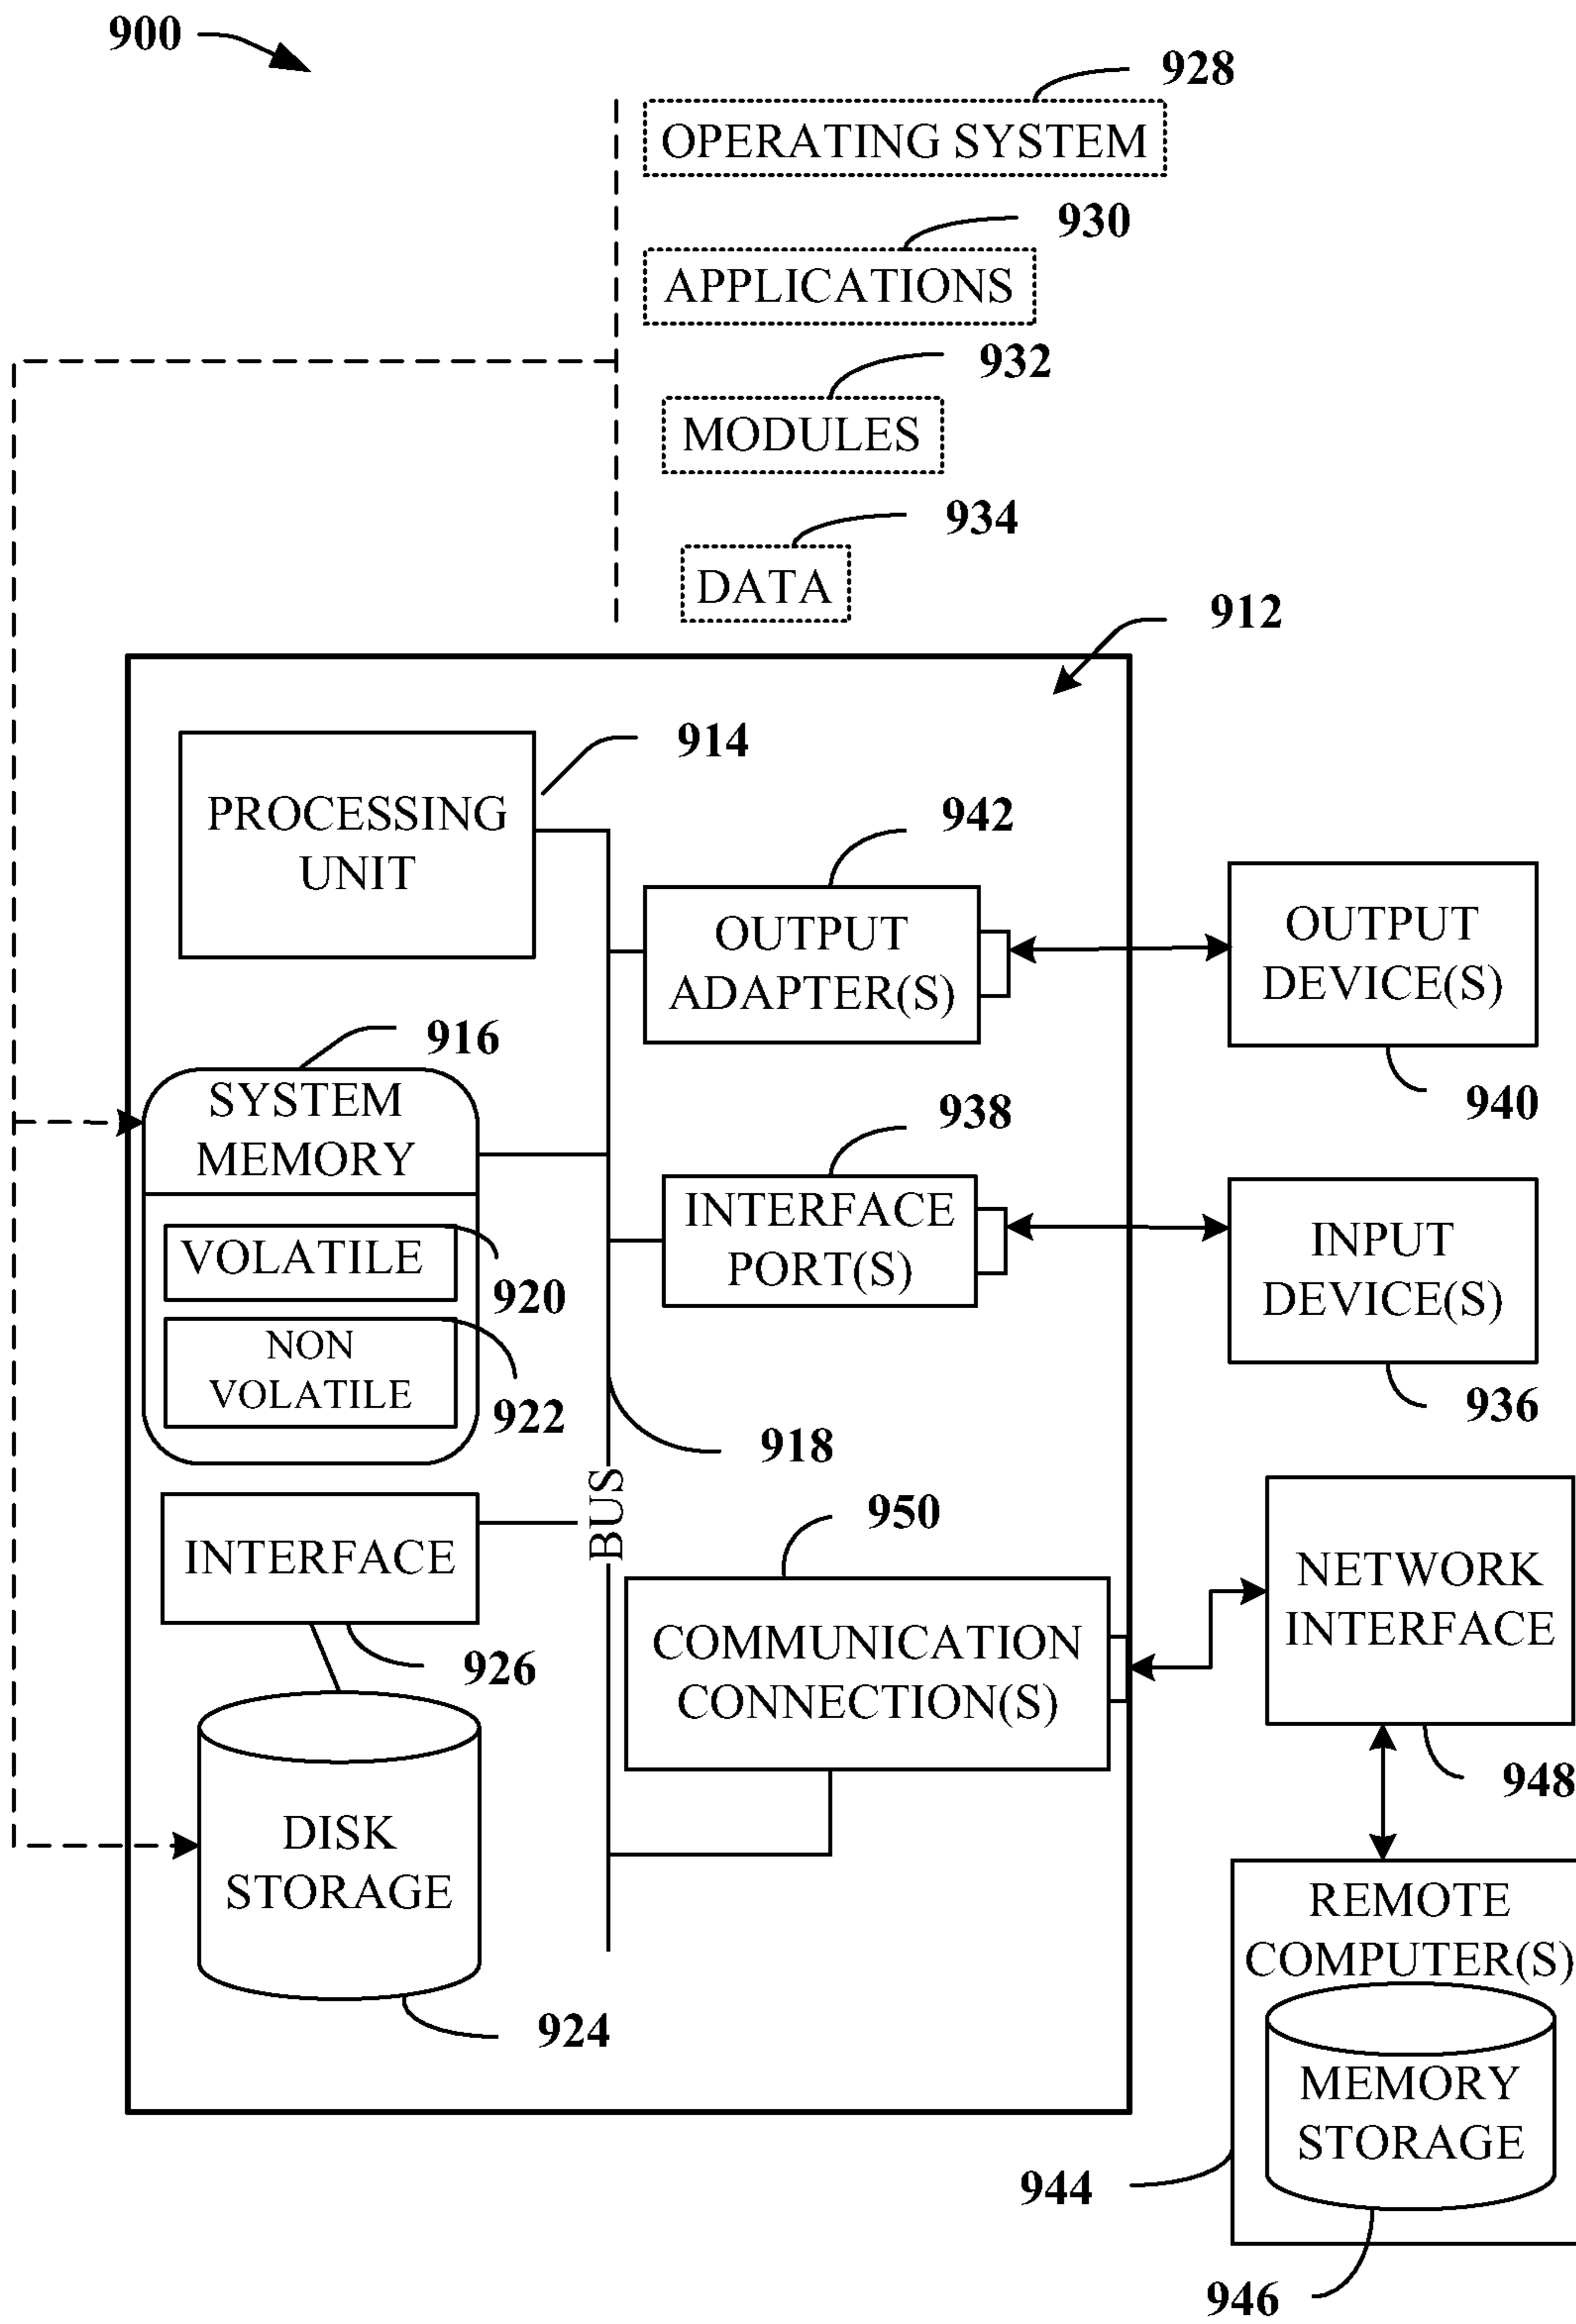 900
928
OPERATING SYSTEM
930
APPLICATIONS
932
MODULES
934
DATA
912
914
PROCESSING
UNIT
942
OUTPUT
ADAPTER(S)
OUTPUT
DEVICE(S)
940
916
SYSTEM
MEMORY
938
INTERFACE
PORT(S)
INPUT
DEVICE(S)
936
VOLATILE
920
NON
VOLATILE
922
918
BUS
950
INTERFACE
926
COMMUNICATION
CONNECTION(S)
NETWORK
INTERFACE
948
DISK
STORAGE
924
REMOTE
COMPUTER(S)
MEMORY
STORAGE
944
946